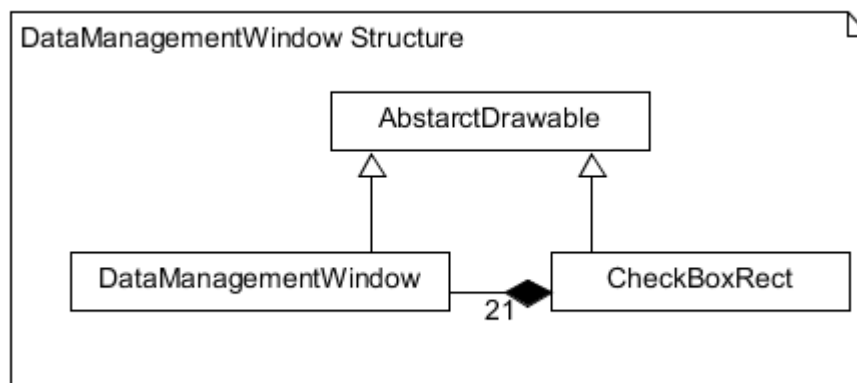 DataManagementWindow Structure
AbstarctDrawable
DataManagementWindow
CheckBoxRect
21